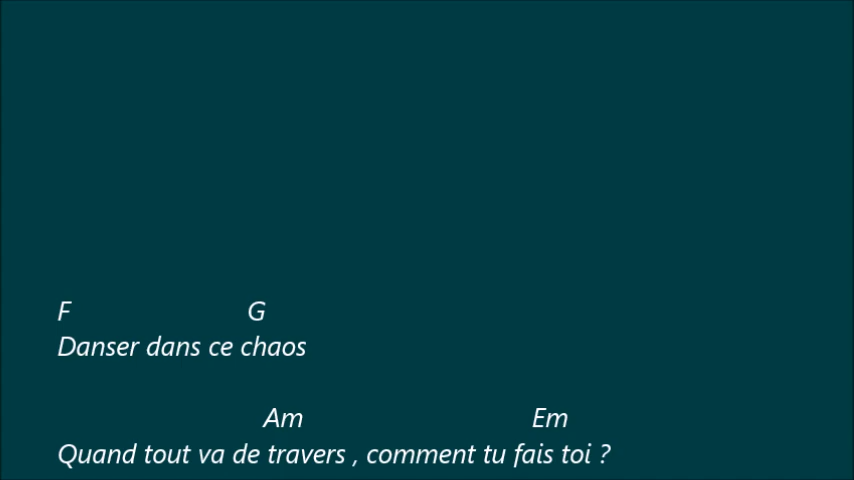 F G
Danser dans ce chaos
Am Em
Quand tout va de travers , comment tu fais toi ?